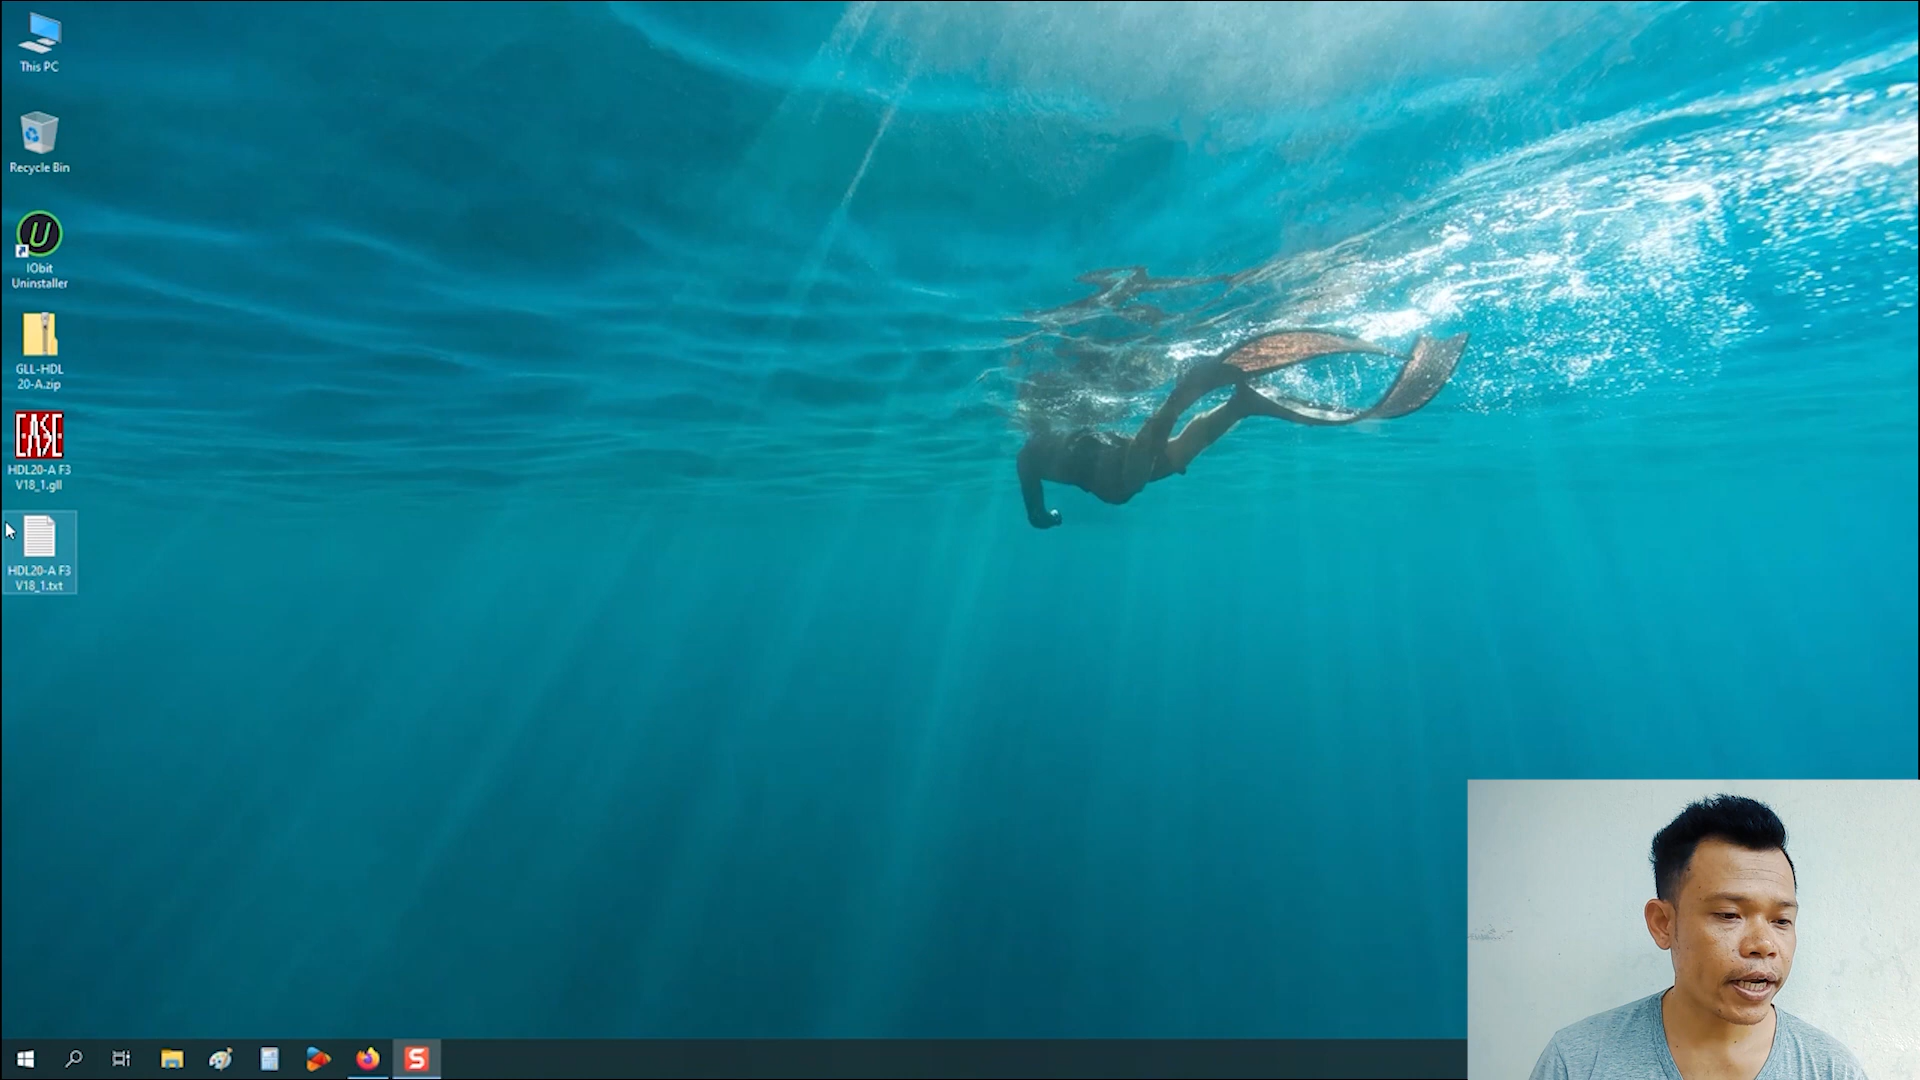 This PC
Recycle Bin
IObit
Uninstaller
GLL-HDL
20-A.zip
EASE
HDL20-A F3
V18_1.gll
HDL20-A F3
V18_1.txt